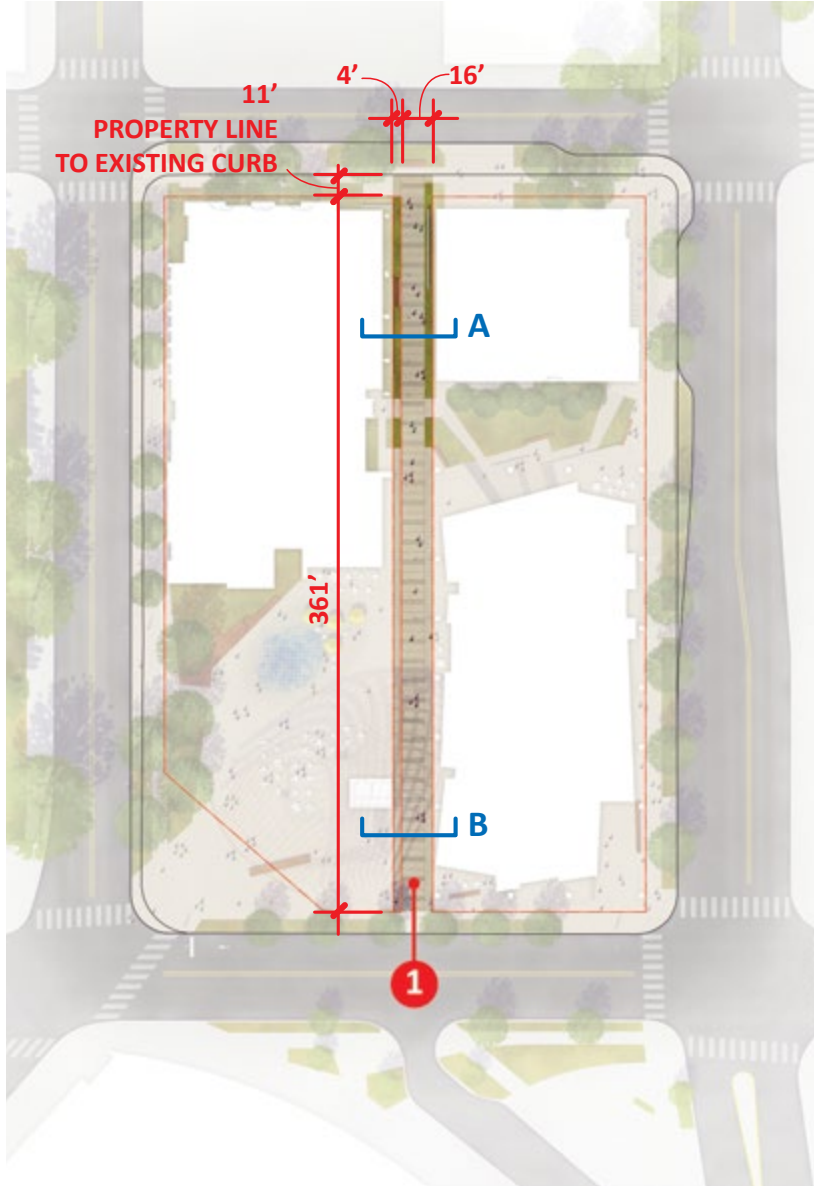 4’
16’
11’
PROPERTY LINE
TO EXISTING CURB
A
361’
B
1